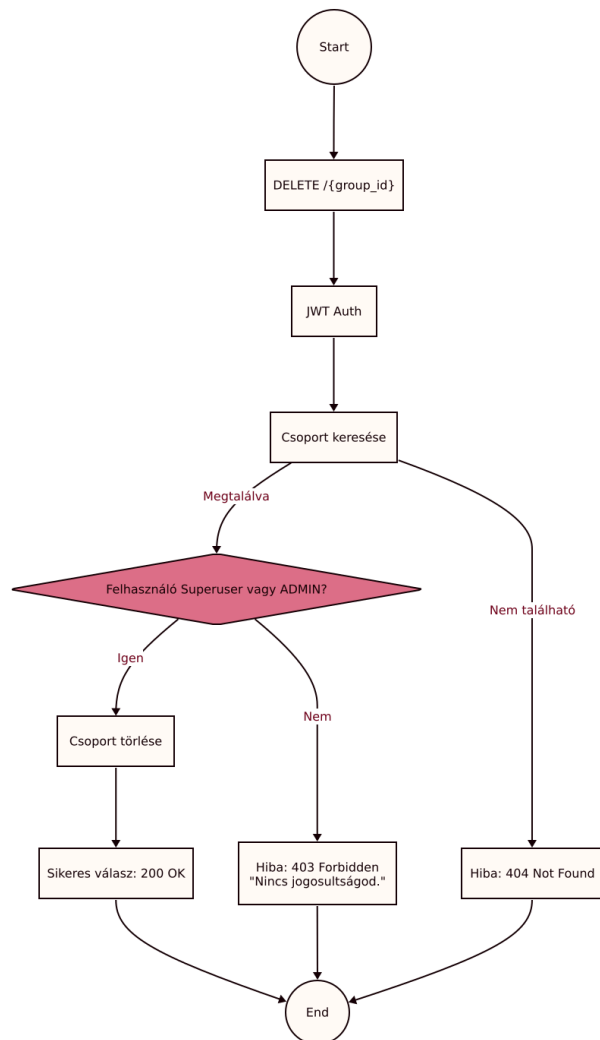 Start
DELETE /{group_id}
JWT Auth
Csoport keresése
Megtalálva
Felhasználó Superuser vagy ADMIN?
Nem található
Igen
Nem
Csoport törlése
Sikeres válasz: 200 OK
Hiba: 403 Forbidden
"Nincs jogosultságod."
Hiba: 404 Not Found
End